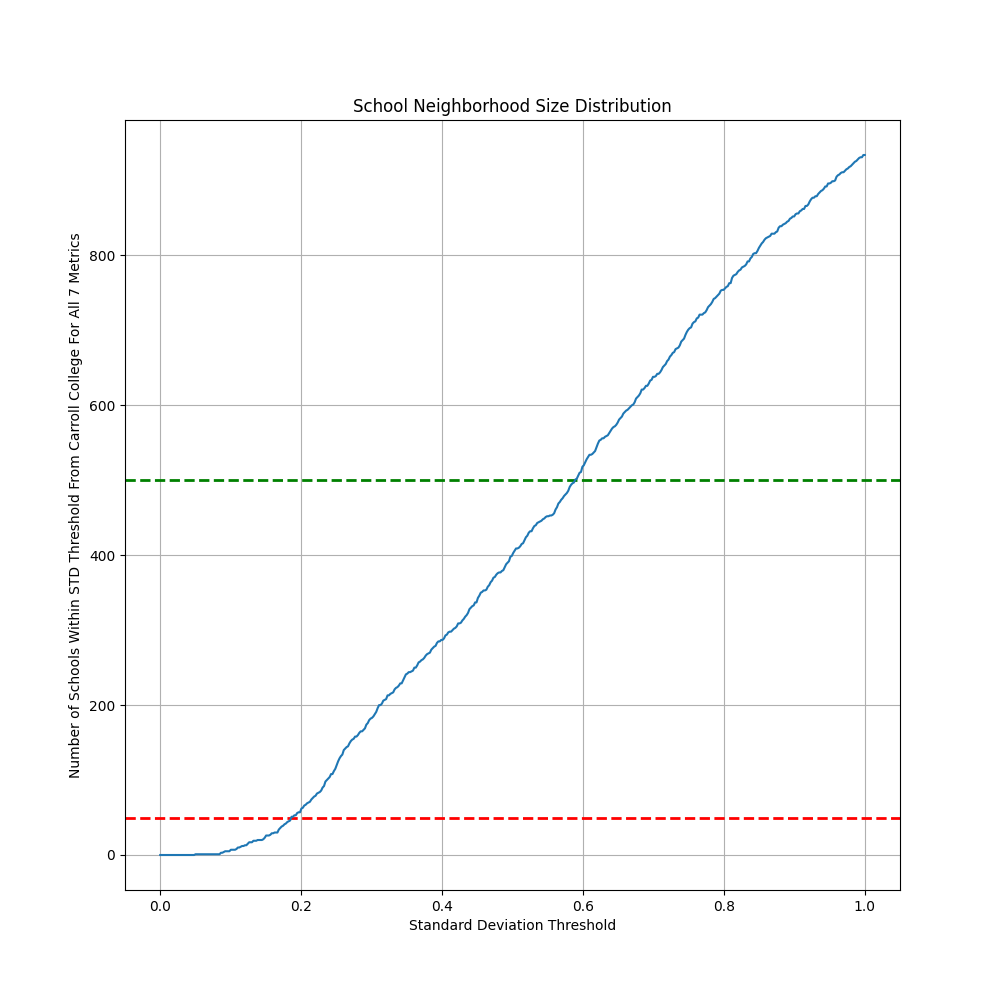 School Neighborhood Size Distribution
Number of Schools Within STD Threshold From Carroll College For All 7 Metrics
800
600
400
200
0
0.0 0.2 0.4 0.6 0.8 1.0
Standard Deviation Threshold